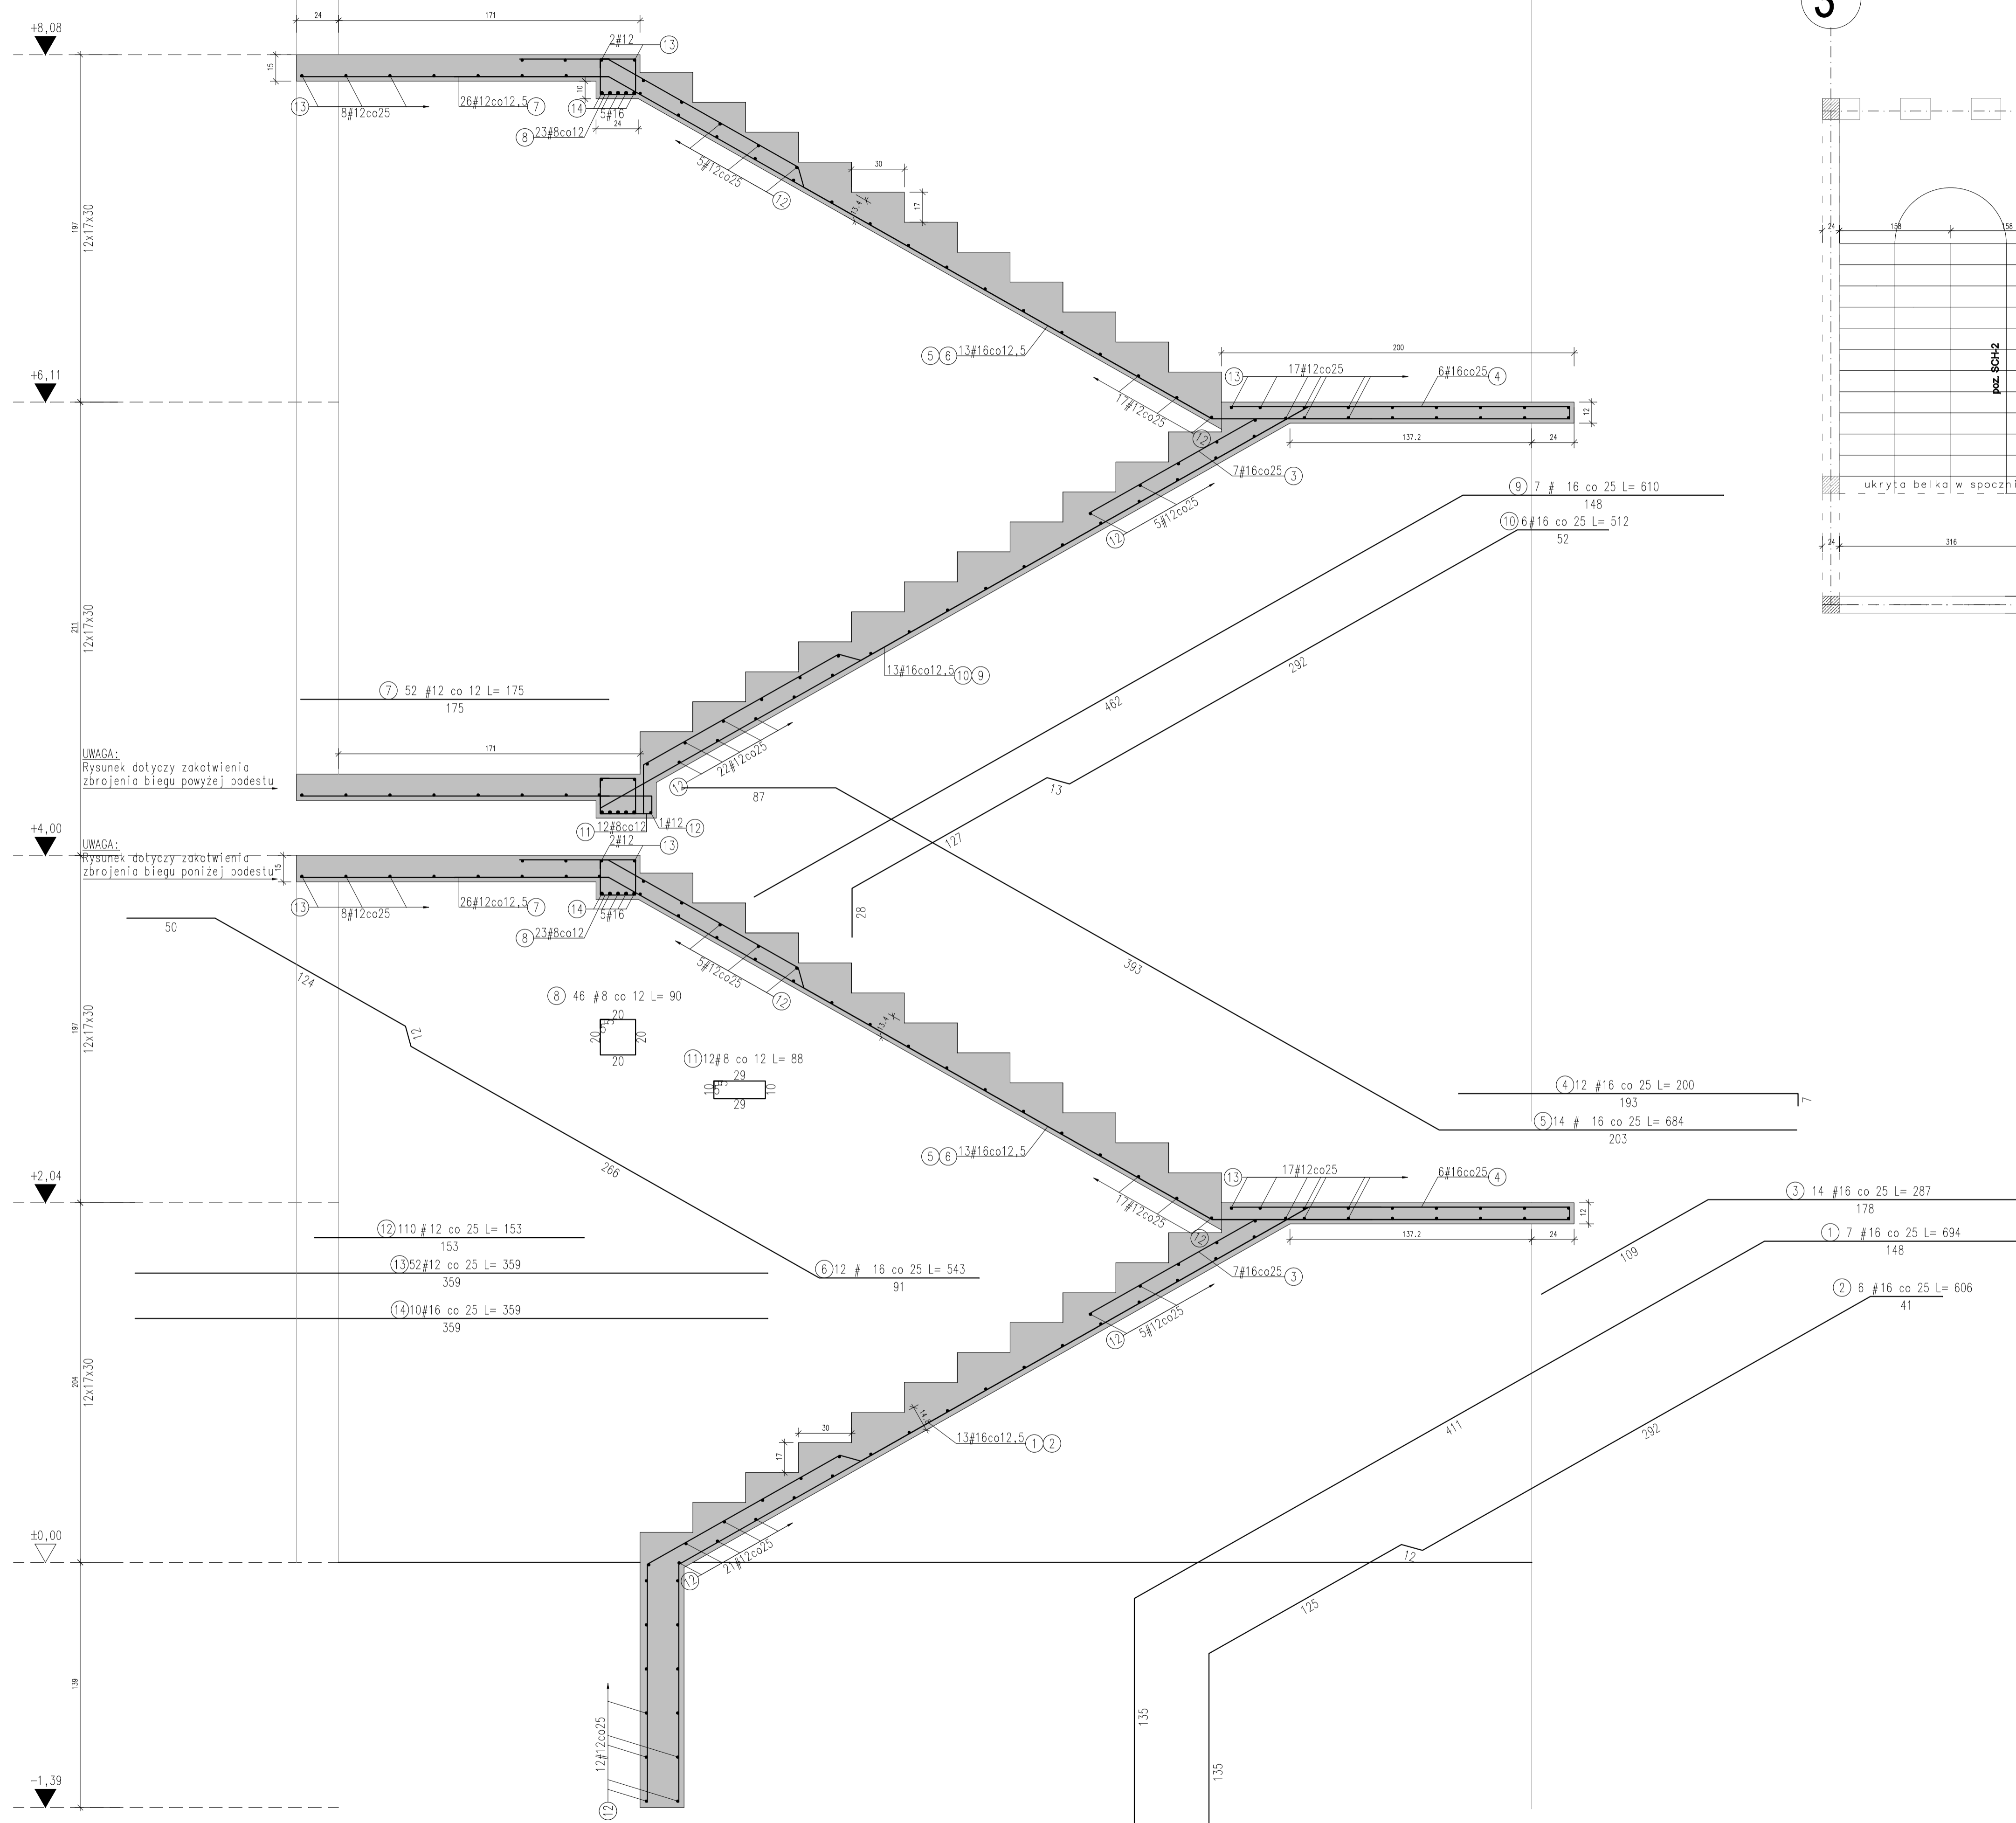 24
171
3
+8,08
2#12
13
15
10
13
8#12co25
26#12co12,5
7
14
5#16
8
23#8co12
24
5#12co25
12
30
17
13.4
197
12x17x30
24
158
158
poz. SCH-2
ukryta belka w spoczni
24
316
5
6
13#16co12,5
200
+6,11
13
17#12co25
6#16co25
4
12
17#12co25
12
137.2
24
7#16co25
3
5#12co25
12
9
7 # 16 co 25 L= 610
148
10
6#16 co 25 L= 512
52
211
12x17x30
292
462
13
127
28
13#16co12,5
10
9
7
52 #12 co 12 L= 175
175
171
UWAGA:
Rysunek dotyczy zakotwienia
zbrojenia biegu powyżej podestu
22#12co25
12
87
11
12#8co12
1#12
12
+4,00
UWAGA:
Rysunek dotyczy zakotwienia
zbrojenia biegu poniżej podestu
2#12
13
15
13
8#12co25
26#12co12,5
7
14
5#16
8
23#8co12
50
124
5#12co25
12
393
8
46 #8 co 12 L= 90
20
20
20
20
12
197
12x17x30
13.4
11
12#8 co 12 L= 88
29
10
10
29
4
12 #16 co 25 L= 200
193
7
5
14 # 16 co 25 L= 684
203
266
5
6
13#16co12,5
+2,04
13
17#12co25
6#16co25
4
12
17#12co25
12
137.2
24
3
14 #16 co 25 L= 287
178
109
1
7 #16 co 25 L= 694
148
2
6 #16 co 25 L= 606
41
12
110 #12 co 25 L= 153
153
13
52#12 co 25 L= 359
359
14
10#16 co 25 L= 359
359
6
12 # 16 co 25 L= 543
91
7#16co25
3
5#12co25
12
204
12x17x30
30
17
13#16co12,5
1
2
411
292
±0,00
21#12co25
12
12
125
139
135
135
12#12co25
12
-1,39